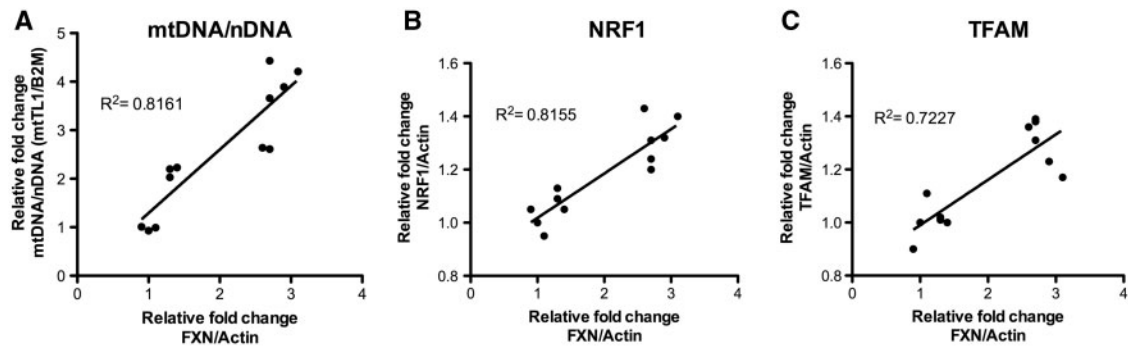 A
mtDNA/nDNA
Relative fold change
mtDNA/nDNA (mtTL1/B2M)
5
4
3
2
1
0
R²= 0.8161
0
1
2
3
4
Relative fold change
FXN/Actin
B
NRF1
Relative fold change
NRF1/Actin
1.6
1.4
1.2
1.0
0.8
R²= 0.8155
0
1
2
3
4
Relative fold change
FXN/Actin
C
TFAM
Relative fold change
TFAM/Actin
1.6
1.4
1.2
1.0
0.8
R²= 0.7227
0
1
2
3
4
Relative fold change
FXN/Actin